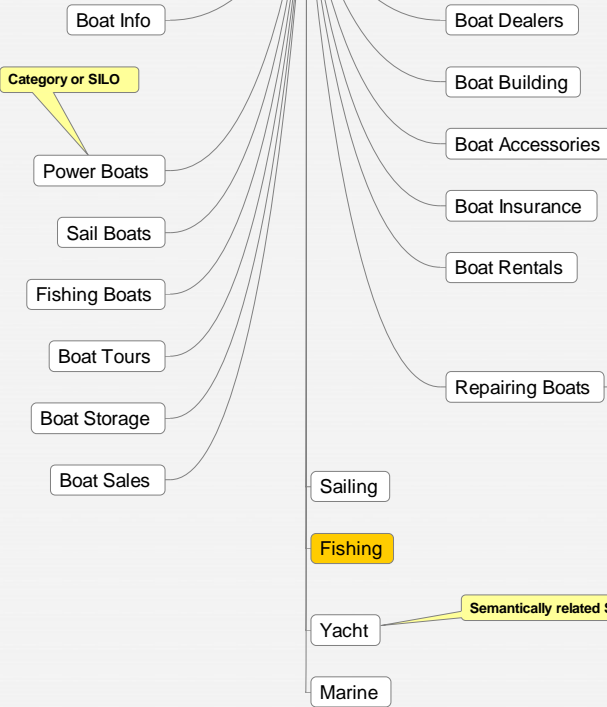 Boat Info
Category or SILO
Power Boats
Sail Boats
Fishing Boats
Boat Tours
Boat Storage
Boat Sales
Boat Dealers
Boat Building
Boat Accessories
Boat Insurance
Boat Rentals
Repairing Boats
Sailing
Fishing
Yacht
Semantically related
Marine